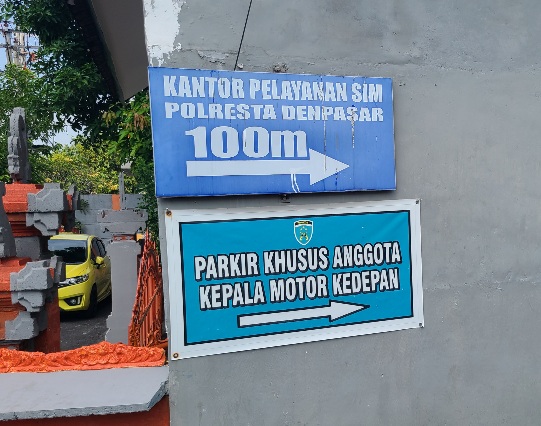 KANTOR PELAYANAN SIM
POLRESTA DENPASAR
100m
PARKIR KHUSUS ANGGOTA
KEPALA MOTOR KEDEPAN